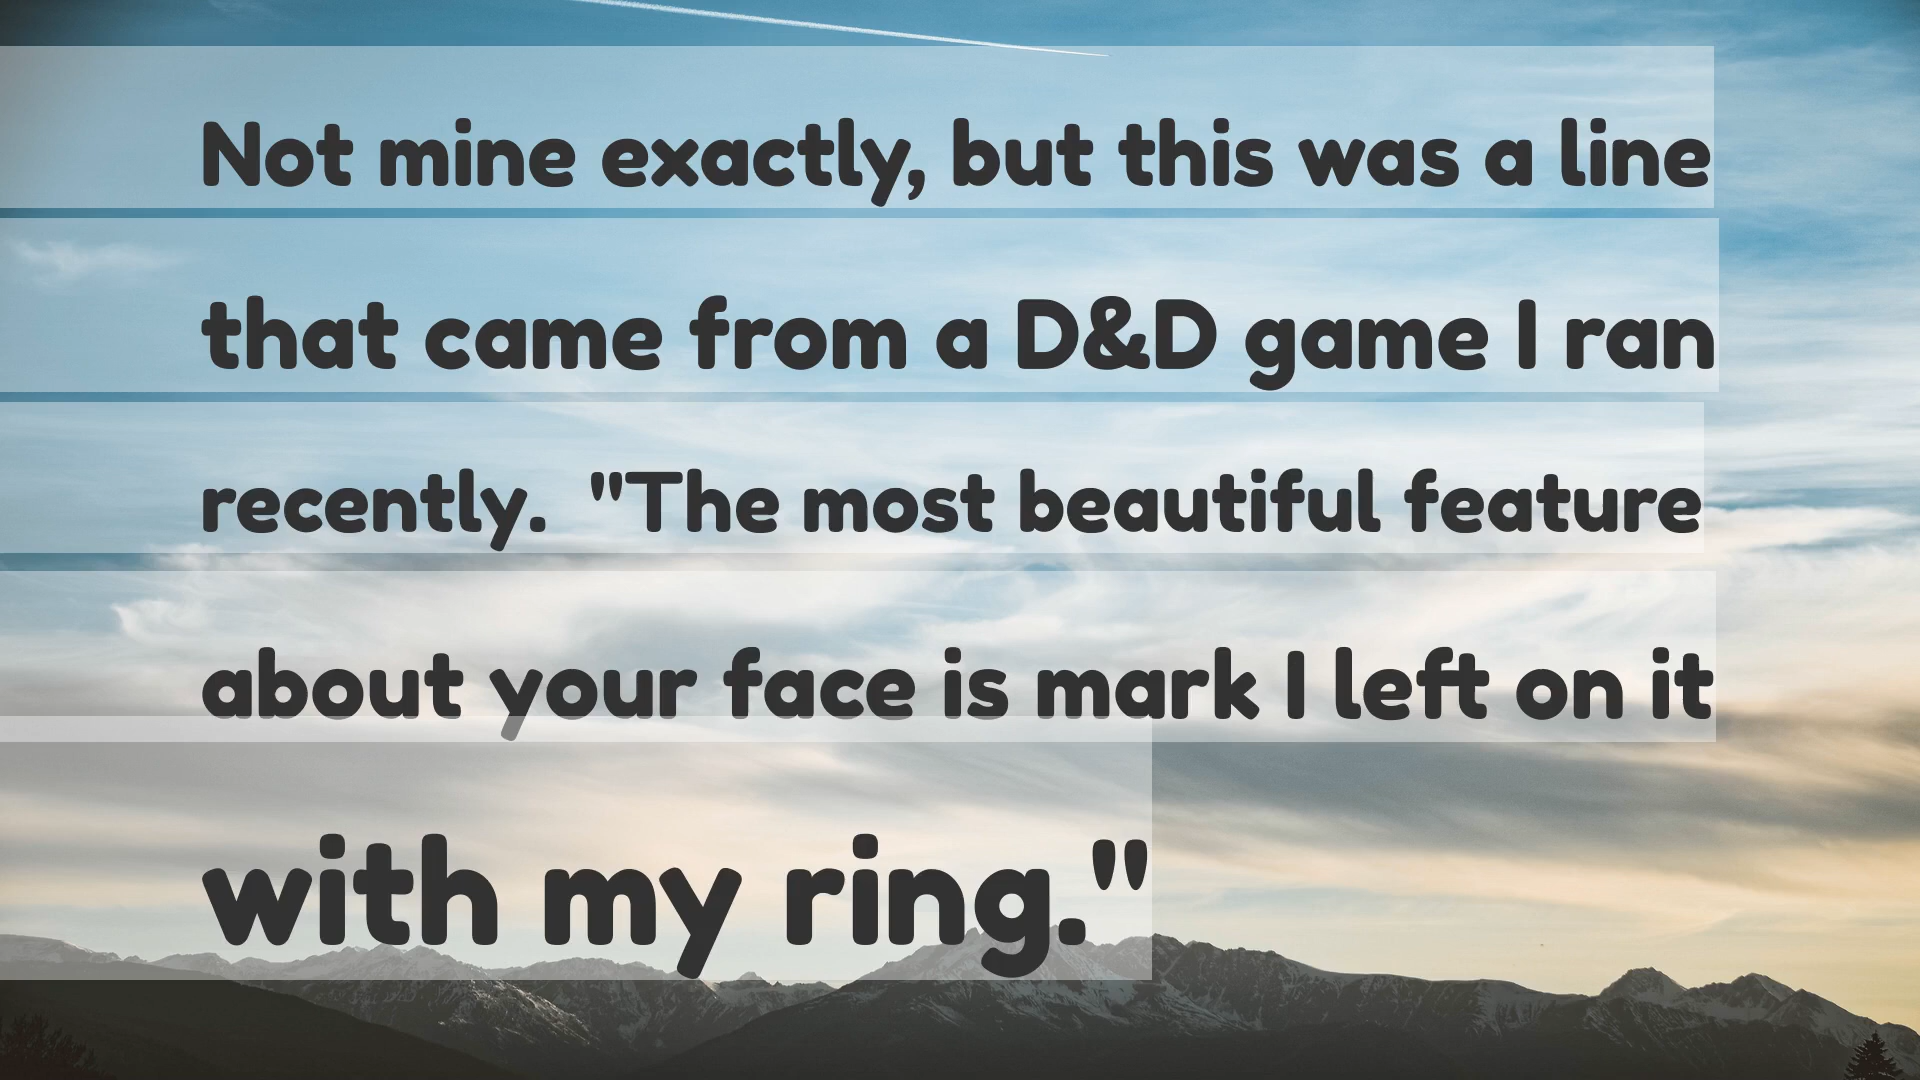 Not mine exactly, but this was a line
that came from a D&D game I ran
recently.  "The most beautiful feature
about your face is mark I left on it
with my ring."